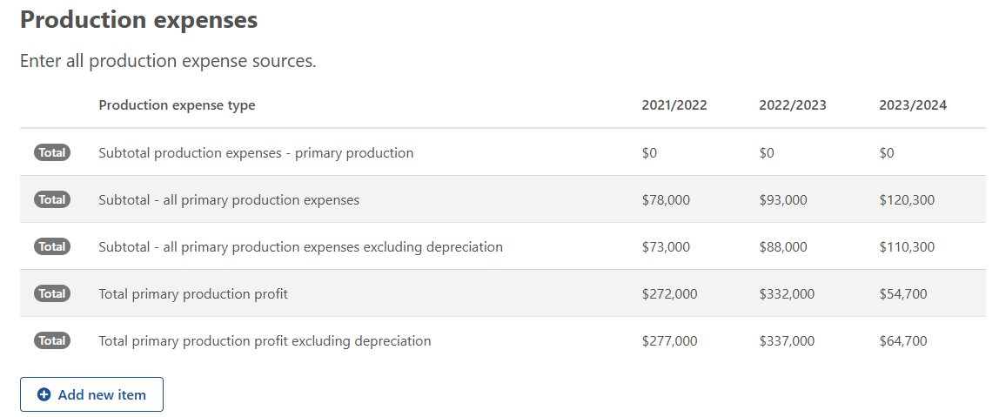 Production expenses
Enter all production expense sources.
Production expense type 2021/2022 2022/2023 2023/2024
Total Subtotal production expenses - primary production $0 $0 $0
Total Subtotal - all primary production expenses $78,000 $93,000 $120,300
Total Subtotal - all primary production expenses excluding depreciation $73,000 $88,000 $110,300
Total Total primary production profit $272,000 $332,000 $54,700
Total Total primary production profit excluding depreciation $277,000 $337,000 $64,700
Add new item